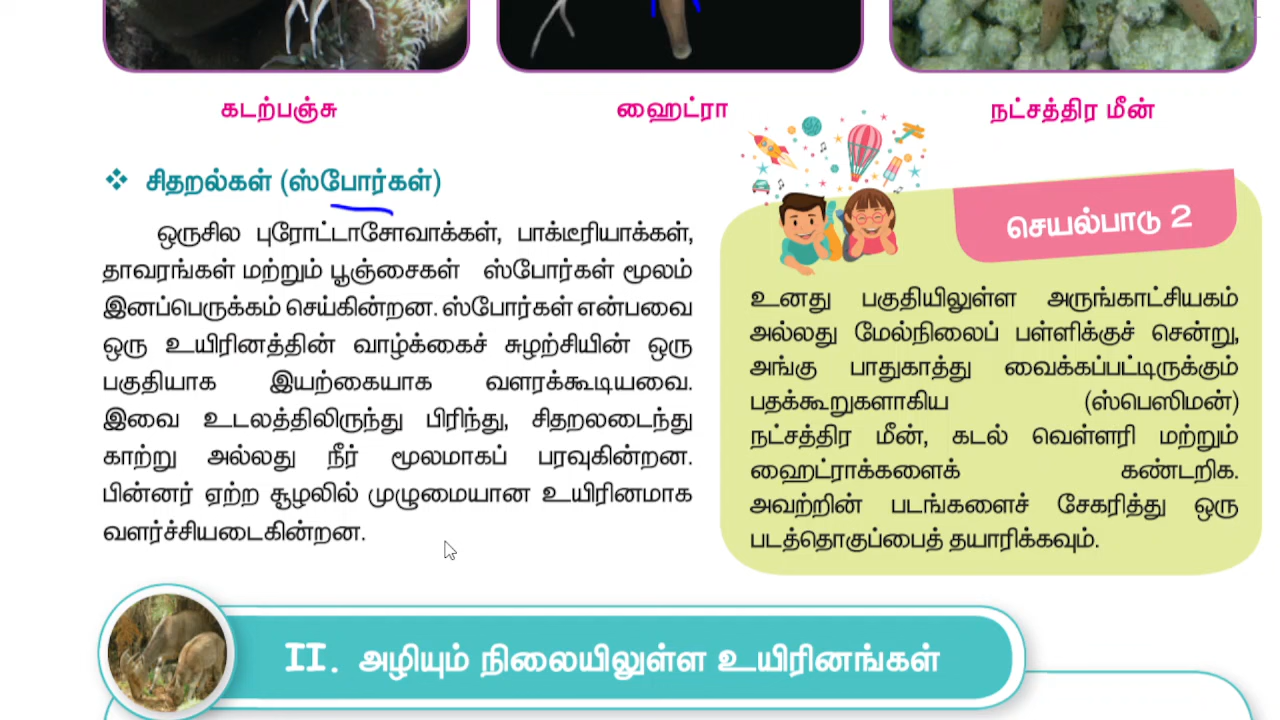 கடற்பஞ்சு
ஹைட்ரா
நட்சத்திர மீன்
❖ சிதறல்கள் (ஸ்போர்கள்)
ஒருசில புரோட்டாசோவாக்கள், பாக்டீரியாக்கள்,
தாவரங்கள் மற்றும் பூஞ்சைகள் ஸ்போர்கள் மூலம்
இனப்பெருக்கம் செய்கின்றன. ஸ்போர்கள் என்பவை
ஒரு உயிரினத்தின் வாழ்க்கைச் சுழற்சியின் ஒரு
பகுதியாக இயற்கையாக வளரக்கூடியவை.
இவை உடலத்திலிருந்து பிரிந்து, சிதறலடைந்து
காற்று அல்லது நீர் மூலமாகப் பரவுகின்றன.
பின்னர் ஏற்ற சூழலில் முழுமையான உயிரினமாக
வளர்ச்சியடைகின்றன.
செயல்பாடு 2
உனது பகுதியிலுள்ள அருங்காட்சியகம்
அல்லது மேல்நிலைப் பள்ளிக்குச் சென்று,
அங்கு பாதுகாத்து வைக்கப்பட்டிருக்கும்
பதக்கூறுகளாகிய (ஸ்பெஸிமன்)
நட்சத்திர மீன், கடல் வெள்ளரி மற்றும்
ஹைட்ராக்களைக் கண்டறிக.
அவற்றின் படங்களைச் சேகரித்து ஒரு
படத்தொகுப்பைத் தயாரிக்கவும்.
II. அழியும் நிலையிலுள்ள உயிரினங்கள்